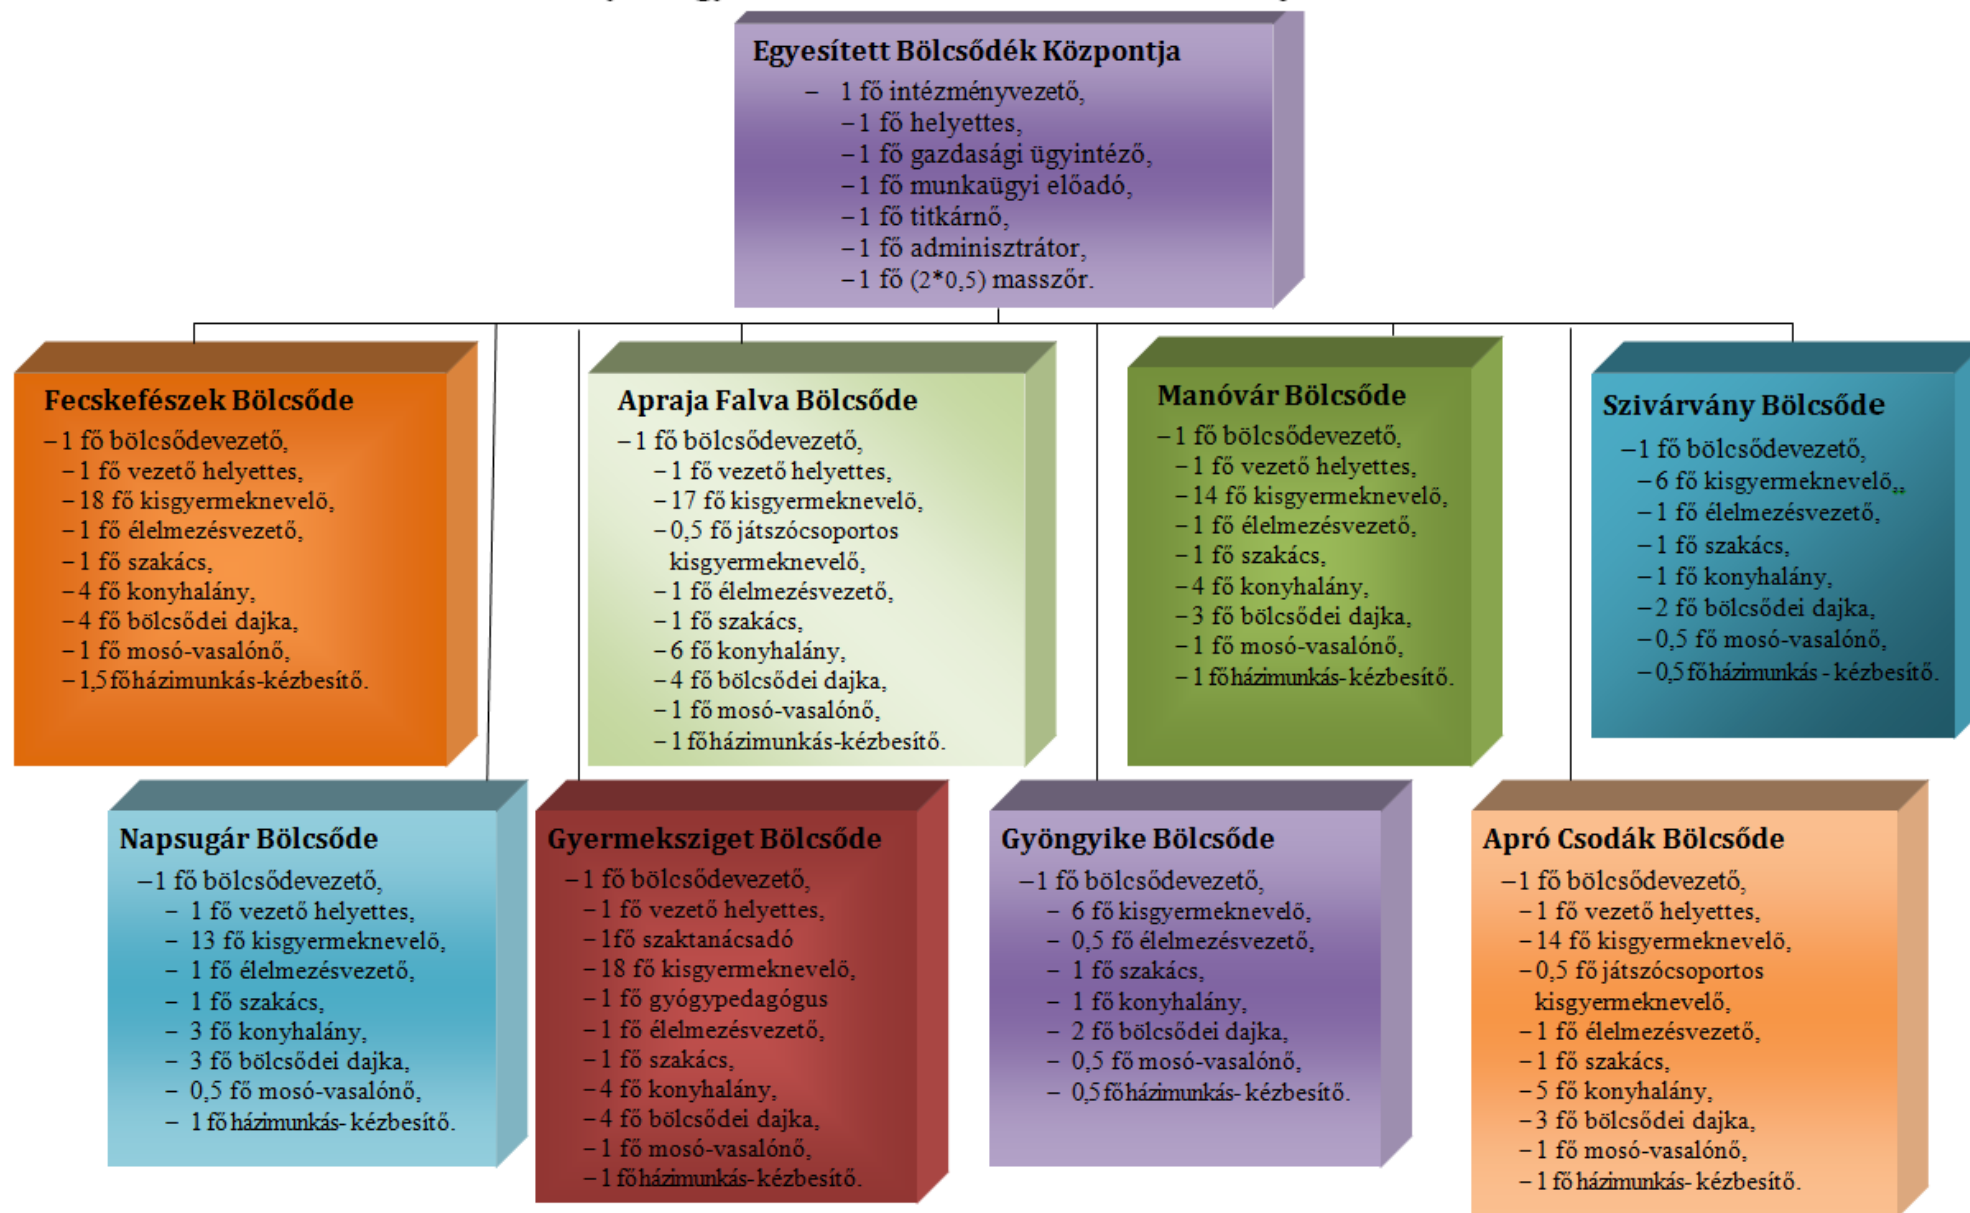 Egyesített Bölcsődék Központja
– 1 fő intézményvezető,
–1 fő helyettes,
–1 fő gazdasági ügyintéző,
–1 fő munkaügyi előadó,
–1 fő titkárnő,
–1 fő adminisztrátor,
–1 fő (2*0,5) masszőr.
Fecskefészek Bölcsőde
–1 fő bölcsődevezető,
–1 fő vezető helyettes,
–18 fő kisgyermeknevelő,
–1 fő élelmezésvezető,
–1 fő szakács,
–4 fő konyhalány,
–4 fő bölcsődei dajka,
–1 fő mosó-vasalónő,
–1,5 fő házimunkás-kézbesítő.
Apraja Falva Bölcsőde
–1 fő bölcsődevezető,
–1 fő vezető helyettes,
–17 fő kisgyermeknevelő,
–0,5 fő játszócsoportos
kisgyermeknevelő,
–1 fő élelmezésvezető,
–1 fő szakács,
–6 fő konyhalány,
–4 fő bölcsődei dajka,
–1 fő mosó-vasalónő,
–1 fő házimunkás-kézbesítő.
Manóvár Bölcsőde
–1 fő bölcsődevezető,
–1 fő vezető helyettes,
–14 fő kisgyermeknevelő,
–1 fő élelmezésvezető,
–1 fő szakács,
–4 fő konyhalány,
–3 fő bölcsődei dajka,
–1 fő mosó-vasalónő,
–1 fő házimunkás- kézbesítő.
Szivárvány Bölcsőde
–1 fő bölcsődevezető,
–6 fő kisgyermeknevelő,,
–1 fő élelmezésvezető,
–1 fő szakács,
–1 fő konyhalány,
–2 fő bölcsődei dajka,
–0,5 fő mosó-vasalónő,
–0,5 fő házimunkás - kézbesítő.
Napsugár Bölcsőde
–1 fő bölcsődevezető,
– 1 fő vezető helyettes,
– 13 fő kisgyermeknevelő,
– 1 fő élelmezésvezető,
– 1 fő szakács,
– 3 fő konyhalány,
– 3 fő bölcsődei dajka,
– 0,5 fő mosó-vasalónő,
– 1 fő házimunkás- kézbesítő.
Gyermeksziget Bölcsőde
–1 fő bölcsődevezető,
–1 fő vezető helyettes,
–1fő szaktanácsadó
–18 fő kisgyermeknevelő,
–1 fő gyógypedagógus
–1 fő élelmezésvezető,
–1 fő szakács,
–4 fő konyhalány,
–4 fő bölcsődei dajka,
–1 fő mosó-vasalónő,
–1 fő házimunkás- kézbesítő.
Gyöngyike Bölcsőde
–1 fő bölcsődevezető,
– 6 fő kisgyermeknevelő,
– 0,5 fő élelmezésvezető,
– 1 fő szakács,
– 1 fő konyhalány,
– 2 fő bölcsődei dajka,
– 0,5 fő mosó-vasalónő,
– 0,5 fő házimunkás- kézbesítő.
Apró Csodák Bölcsőde
–1 fő bölcsődevezető,
–1 fő vezető helyettes,
–14 fő kisgyermeknevelő,
–0,5 fő játszócsoportos
kisgyermeknevelő,
–1 fő élelmezésvezető,
–1 fő szakács,
–5 fő konyhalány,
–3 fő bölcsődei dajka,
–1 fő mosó-vasalónő,
–1 fő házimunkás- kézbesítő.